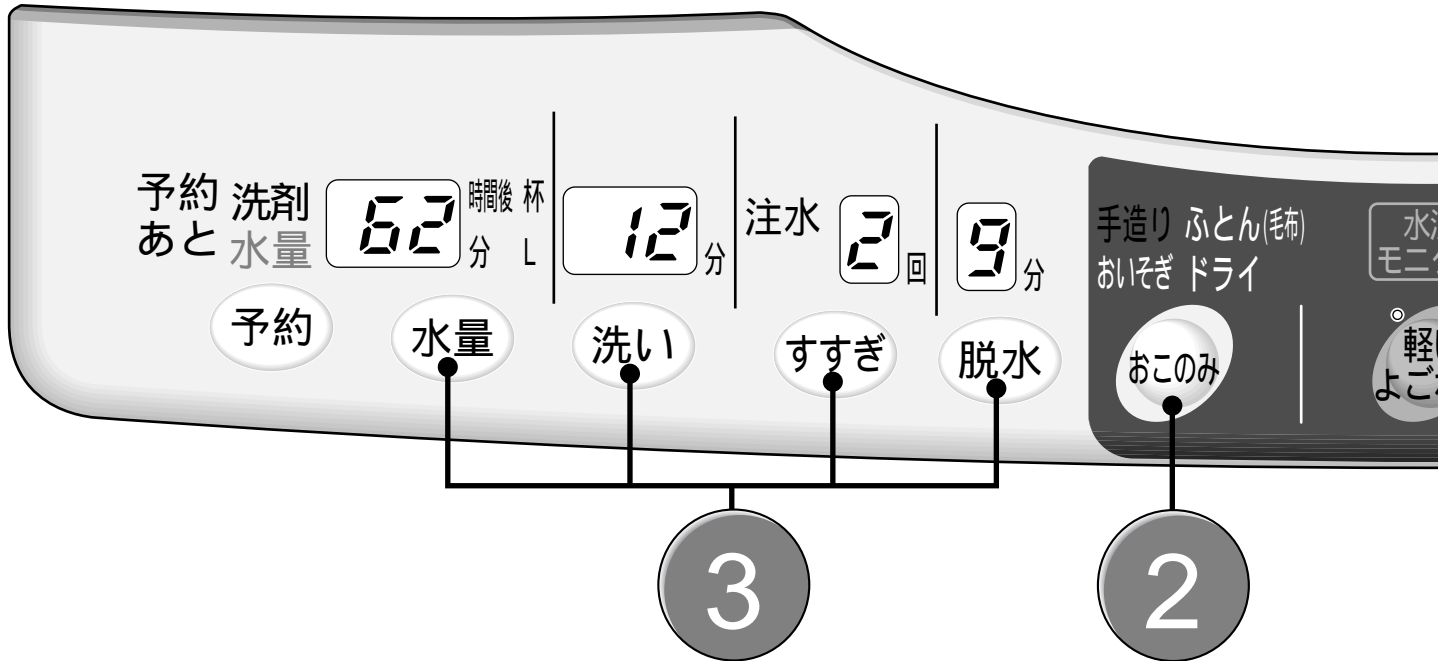 予約 洗剤 62 時間後 杯
あと 水量 分 L
12 分
注水 2 回
9 分
手造り ふとん(毛布)
おいそぎ ドライ
予約
水量
洗い
すすぎ
脱水
おこのみ
3
2